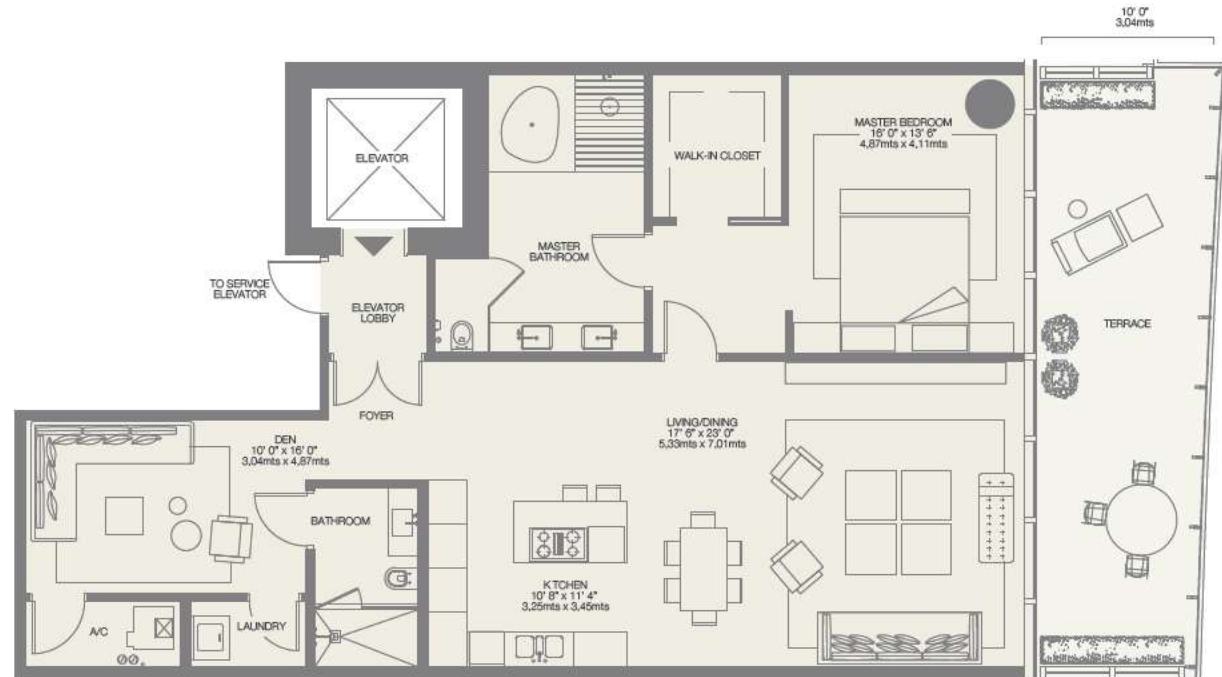 10' 0"
3,04mts
ELEVATOR
WALK-IN CLOSET
MASTER BEDROOM
16' 0" x 13' 6"
4,87mts x 4,11mts
MASTER
BATHROOM
TO SERVICE
ELEVATOR
ELEVATOR
LOBBY
TERRACE
FOYER
DEN
10' 0" x 16' 0"
3,04mts x 4,87mts
LIVING/DINING
17' 6" x 23' 0"
5,33mts x 7,01mts
BATHROOM
K TCHEN
10' 8" x 11' 4"
3,25mts x 3,45mts
A/C
LAUNDRY